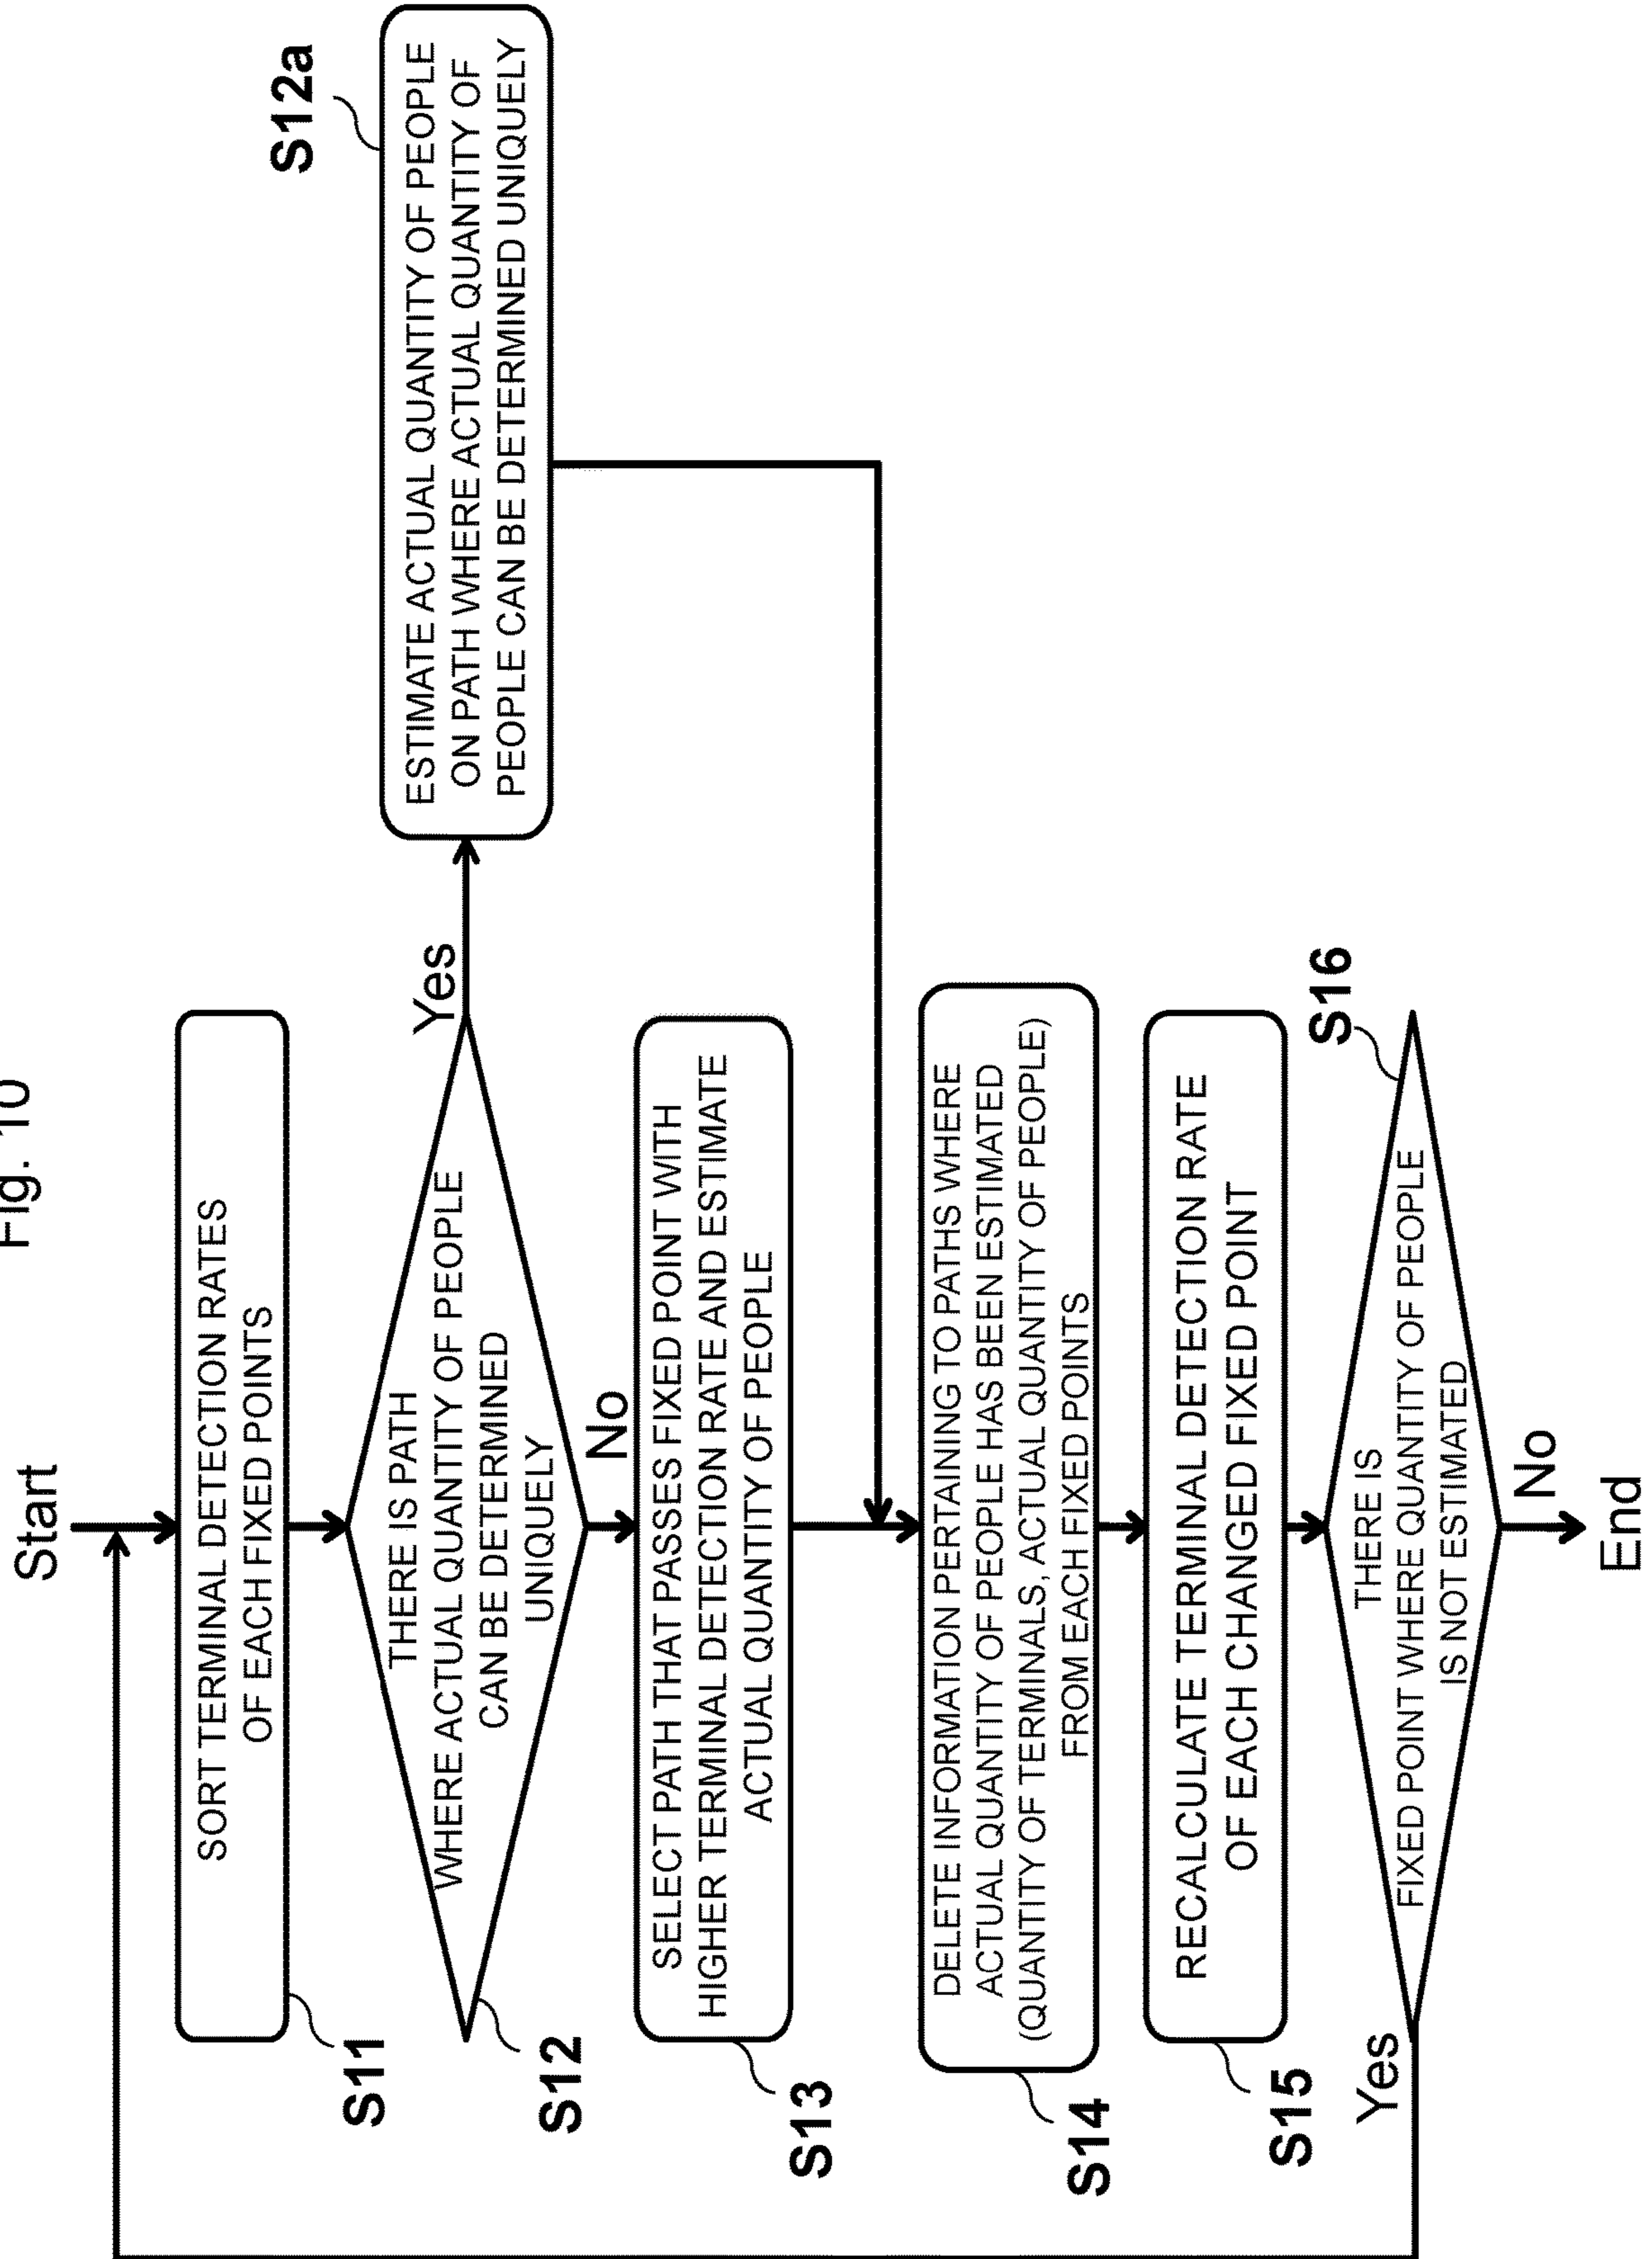 Fig. 10
Start
SORT TERMINAL DETECTION RATES
OF EACH FIXED POINTS
S11
THERE IS PATH
WHERE ACTUAL QUANTITY OF PEOPLE
CAN BE DETERMINED
UNIQUELY
S12
Yes
No
ESTIMATE ACTUAL QUANTITY OF PEOPLE
ON PATH WHERE ACTUAL QUANTITY OF
PEOPLE CAN BE DETERMINED UNIQUELY
S12a
SELECT PATH THAT PASSES FIXED POINT WITH
HIGHER TERMINAL DETECTION RATE AND ESTIMATE
ACTUAL QUANTITY OF PEOPLE
S13
DELETE INFORMATION PERTAINING TO PATHS WHERE
ACTUAL QUANTITY OF PEOPLE HAS BEEN ESTIMATED
(QUANTITY OF TERMINALS, ACTUAL QUANTITY OF PEOPLE)
FROM EACH FIXED POINTS
S14
RECALCULATE TERMINAL DETECTION RATE
OF EACH CHANGED FIXED POINT
S15
THERE IS
FIXED POINT WHERE QUANTITY OF PEOPLE
IS NOT ESTIMATED
S16
Yes
No
End